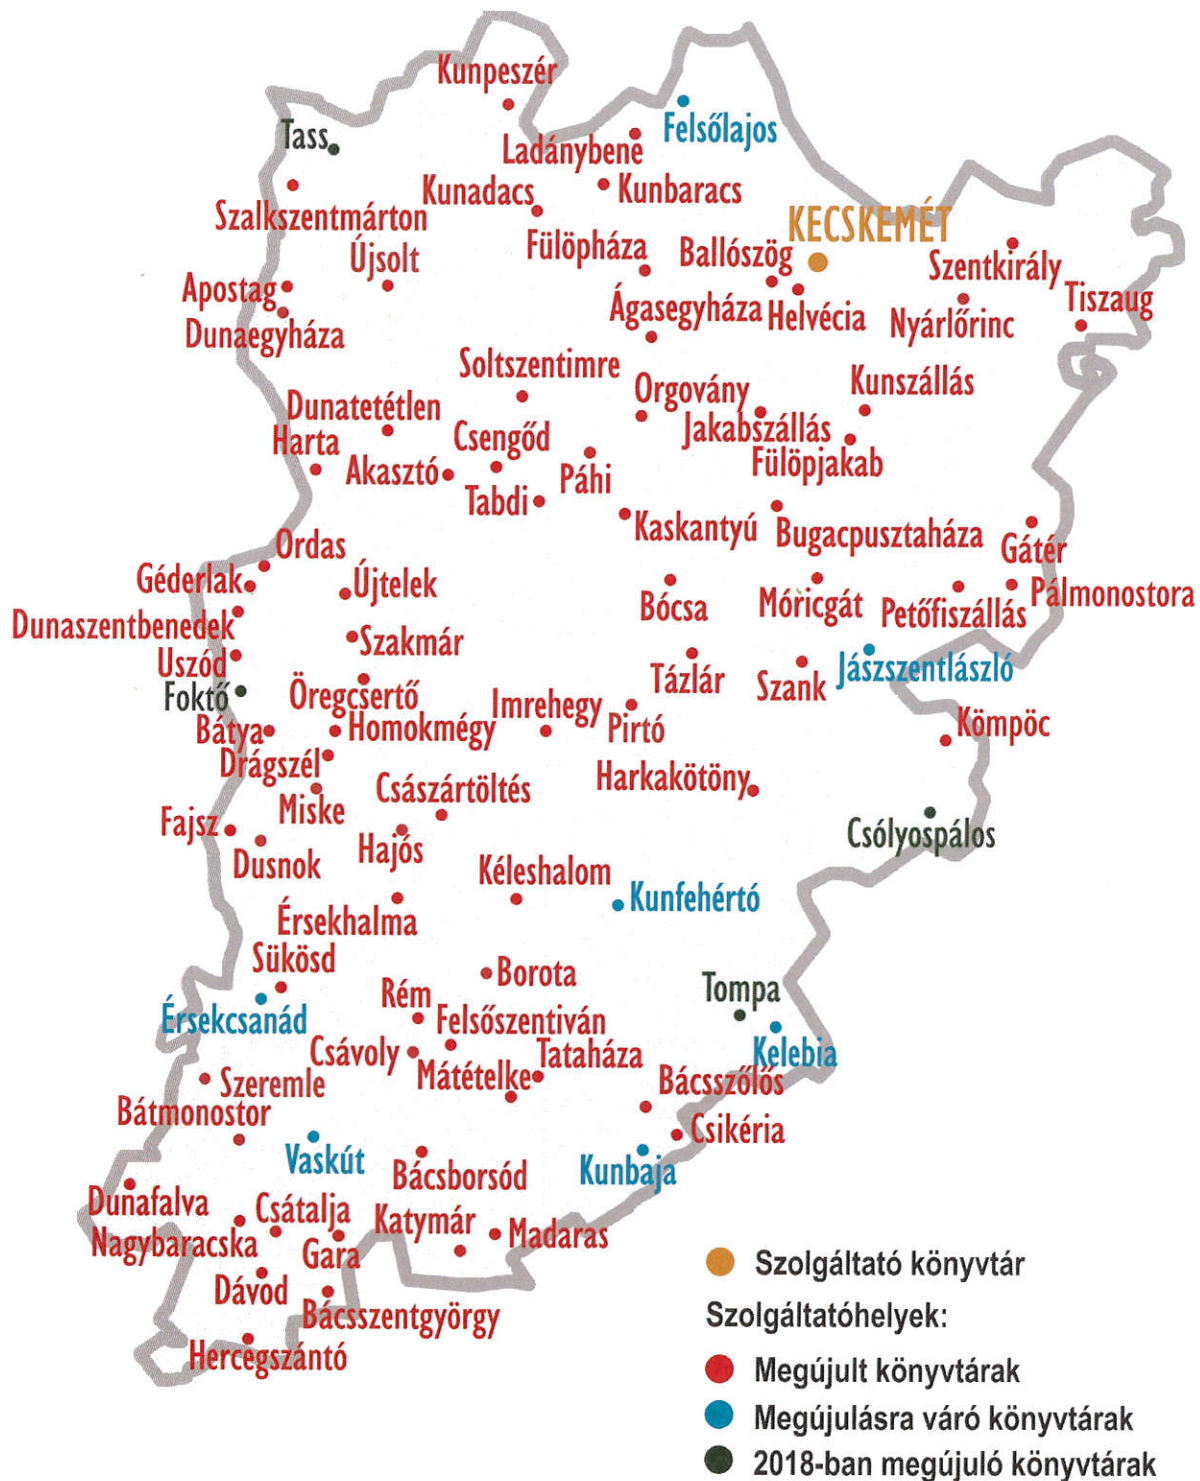 Kunpeszér
Felsőlajos
Tass
Ladánybene
Kunadacs
Kunbaracs
Szalkszentmárton
KECSKEMÉT
Újsolt
Fülöpháza
Ballószög
Szentkirály
Apostag
Tiszaug
Dunaegyháza
Ágasegyháza
Helvécia
Nyárlőrinc
Soltszentimre
Orgovány
Kunszállás
Dunatetétlen
Jakabszállás
Harta
Csengőd
Akasztó
Páhi
Fülöpjakab
Tabdi
Kaskantyú
Bugacpusztaháza
Gátér
Ordas
Géderlak
Újtelek
Bócsa
Móricgát
Petőfiszállás
Pálmonostora
Dunaszentbenedek
Szakmár
Uszód
Tázlár
Szank
Jászszentlászló
Foktő
Öregcsertő
Imrehegy
Bátya
Homokmégy
Pirtó
Kömpöc
Drágszél
Harkakötöny
Miske
Császártöltés
Fajsz
Csólyospálos
Dusnok
Hajós
Kéleshalom
Kunfehértó
Érsekhalma
Sükösd
Borota
Tompa
Rém
Érsekcsanád
Felsőszentiván
Csávoly
Tataháza
Kelebia
Mátételke
Szeremle
Bácsszőlős
Bátmonostor
Csikéria
Vaskút
Bácsborsód
Kunbaja
Dunafalva
Csátalja
Katymár
Madaras
Nagybaracska
Gara
Dávod
Bácsszentgyörgy
Hercegszántó
Szolgáltató könyvtár
Szolgáltatóhelyek:
Megújult könyvtárak
Megújulásra váró könyvtárak
2018-ban megújuló könyvtárak